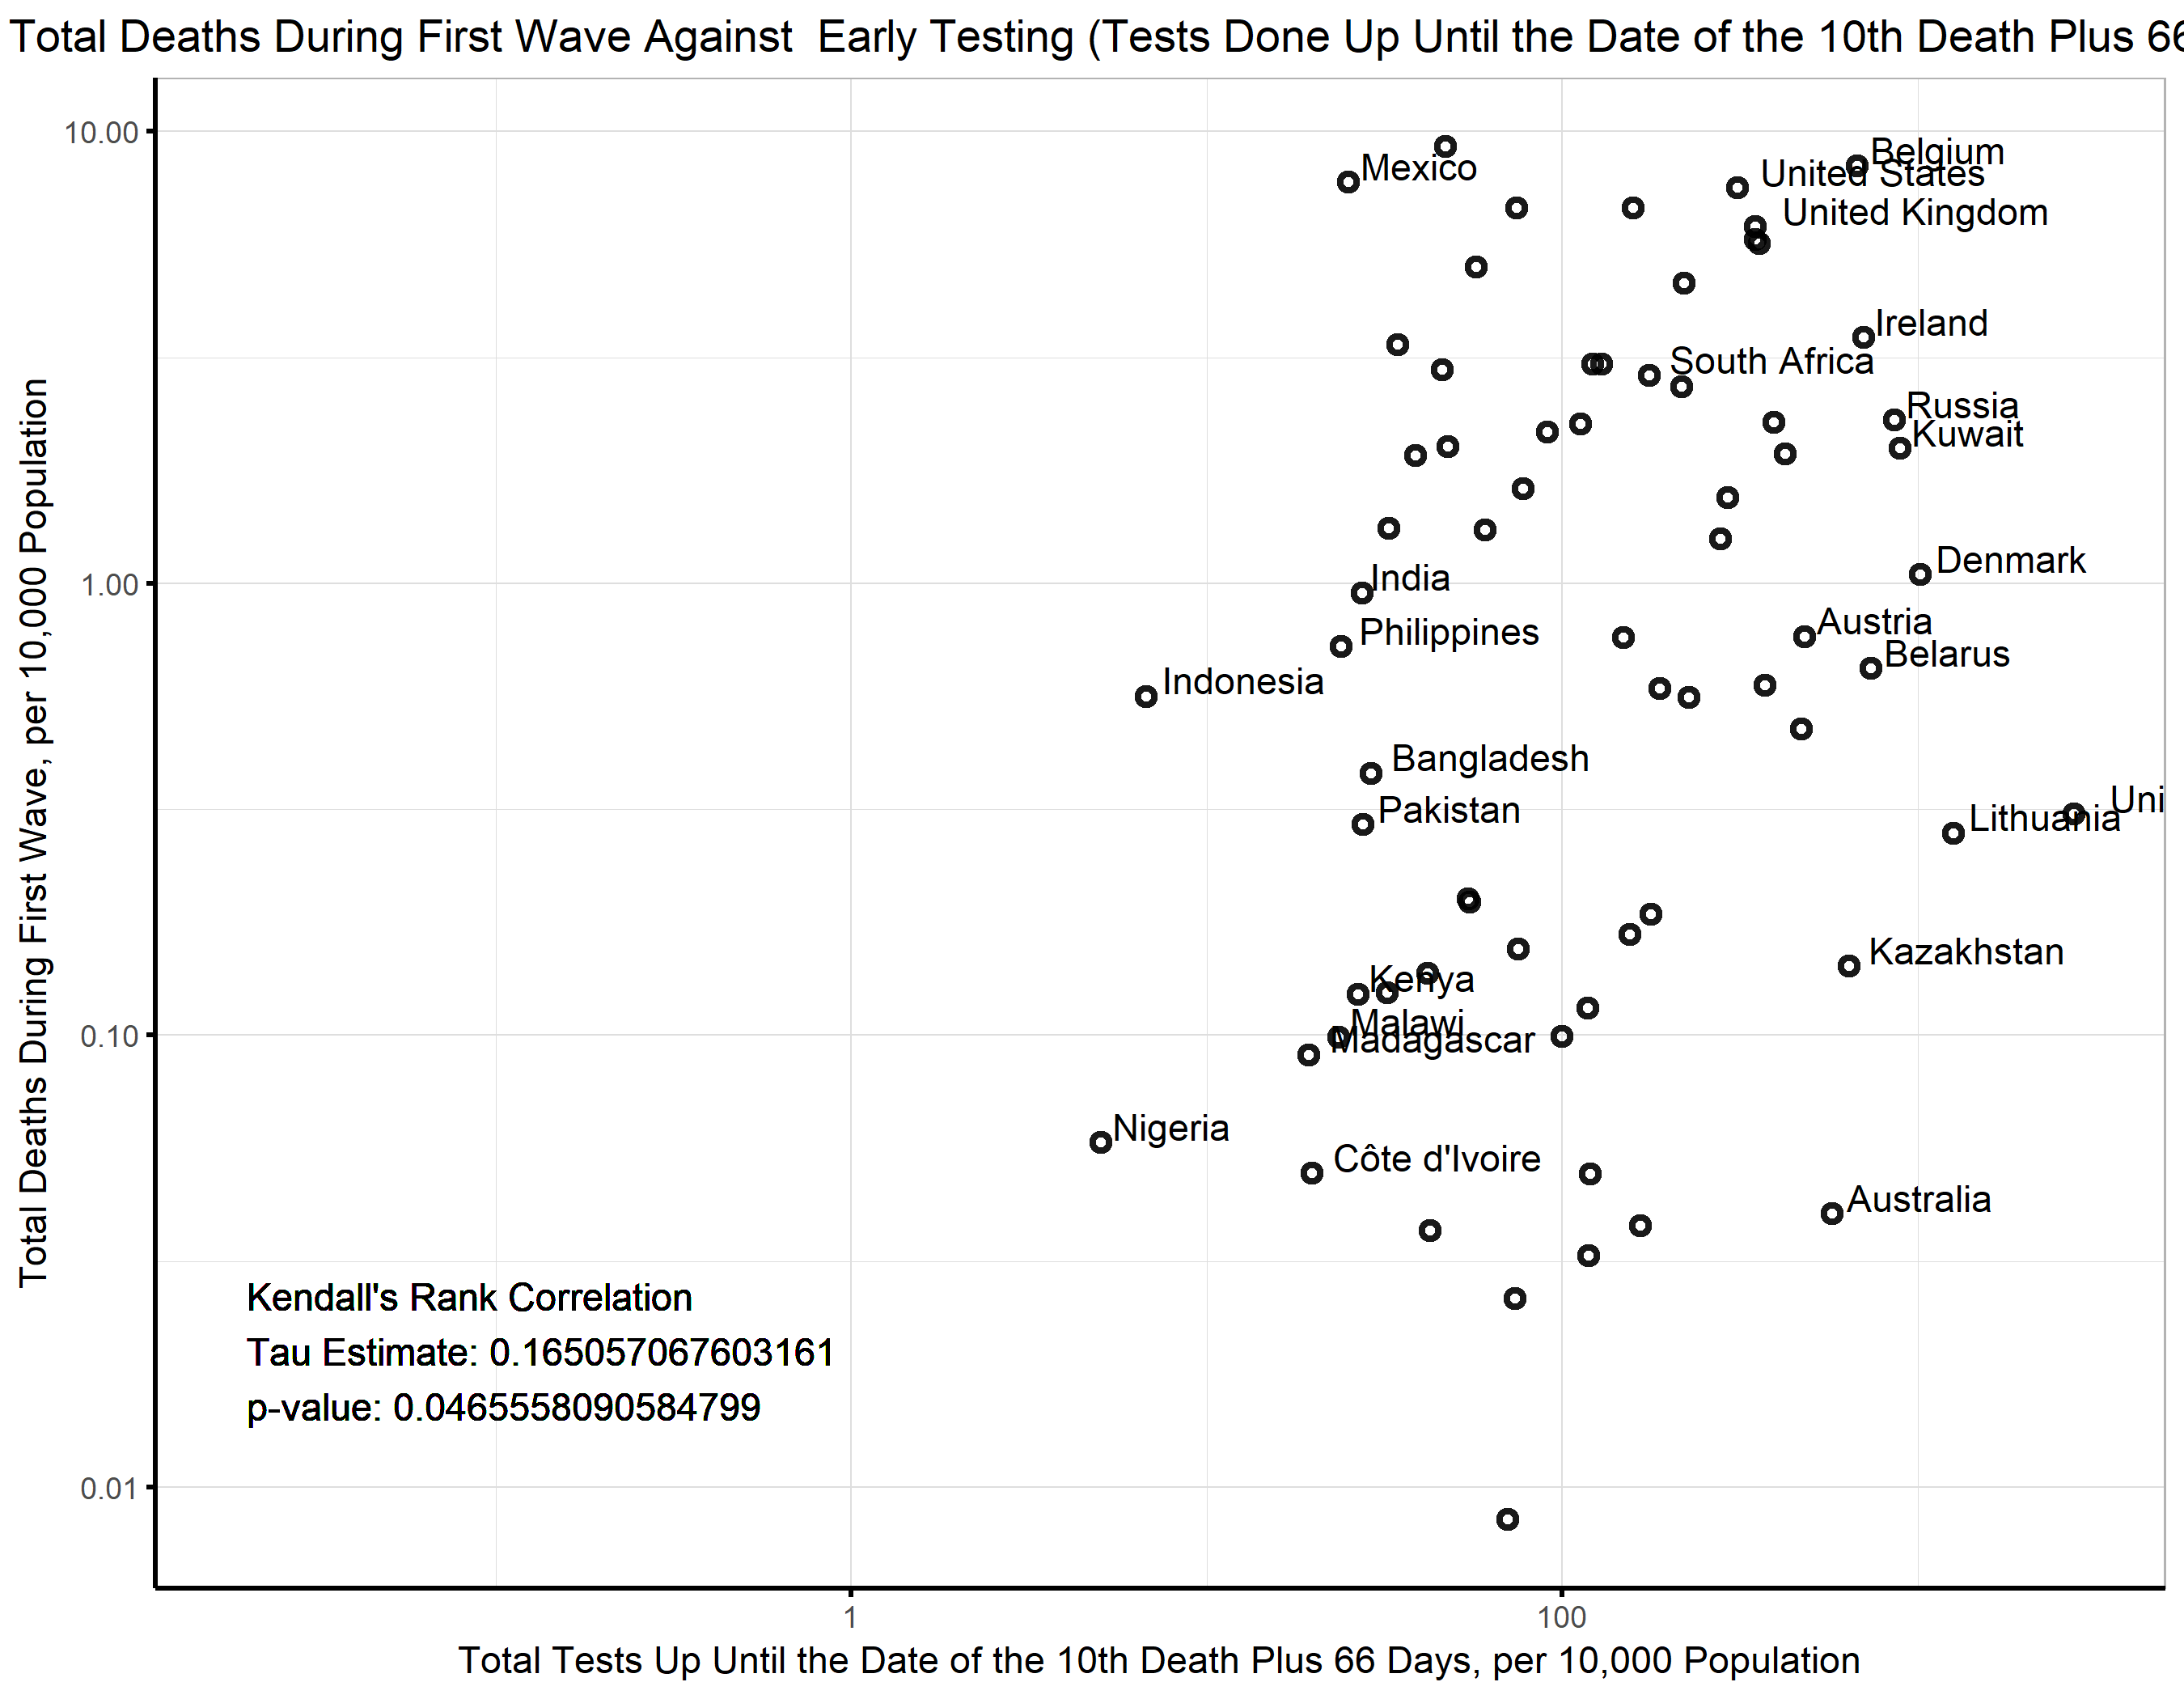 Total Deaths During First Wave Against  Early Testing (Tests Done Up Until the Date of the 10th Death Plus 66
10.00
1.00
0.10
0.01
Total Deaths During First Wave, per 10,000 Population
Belgium
Mexico
United States
United Kingdom
Ireland
South Africa
Russia
Kuwait
Denmark
India
Austria
Philippines
Belarus
Indonesia
Bangladesh
Uni
Pakistan
Lithuania
Kazakhstan
Kenya
Malawi
Madagascar
Nigeria
Côte d'Ivoire
Australia
Kendall's Rank Correlation
Tau Estimate: 0.165057067603161
p-value: 0.0465558090584799
1
100
Total Tests Up Until the Date of the 10th Death Plus 66 Days, per 10,000 Population